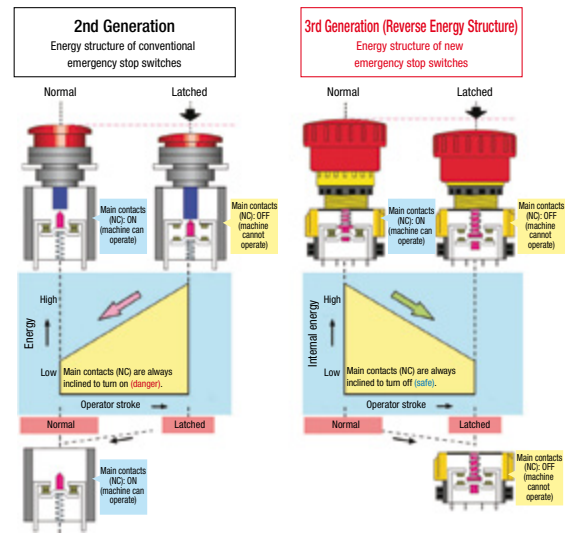 2nd Generation
Energy structure of conventional
emergency stop switches
Normal
Latched
Main contacts
(NC): ON
(machine can
operate)
Main contacts
(NC): OFF
(machine
cannot
operate)
High
Energy
Low
Main contacts (NC) are always
inclined to turn on (danger).
Operator stroke
Normal
Latched
Main contacts
(NC): ON
(machine can
operate)
3rd Generation (Reverse Energy Structure)
Energy structure of new
emergency stop switches
Normal
Latched
Main contacts
(NC): ON
(machine can
operate)
Main contacts
(NC): OFF
(machine
cannot
operate)
High
Internal energy
Low
Main contacts (NC) are always
inclined to turn off (safe).
Operator stroke
Normal
Latched
Main contacts
(NC): OFF
(machine
cannot
operate)